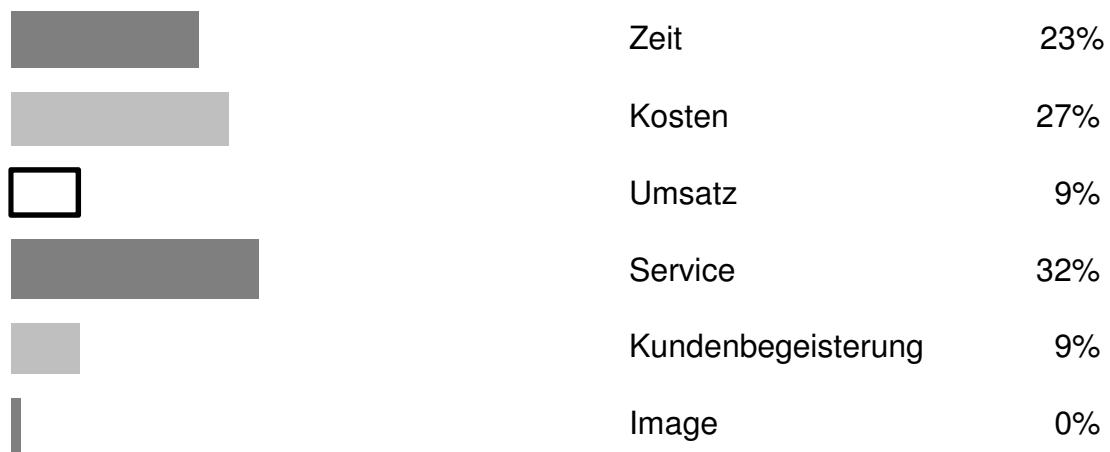 Zeit 23%
Kosten 27%
Umsatz 9%
Service 32%
Kundenbegeisterung 9%
Image 0%